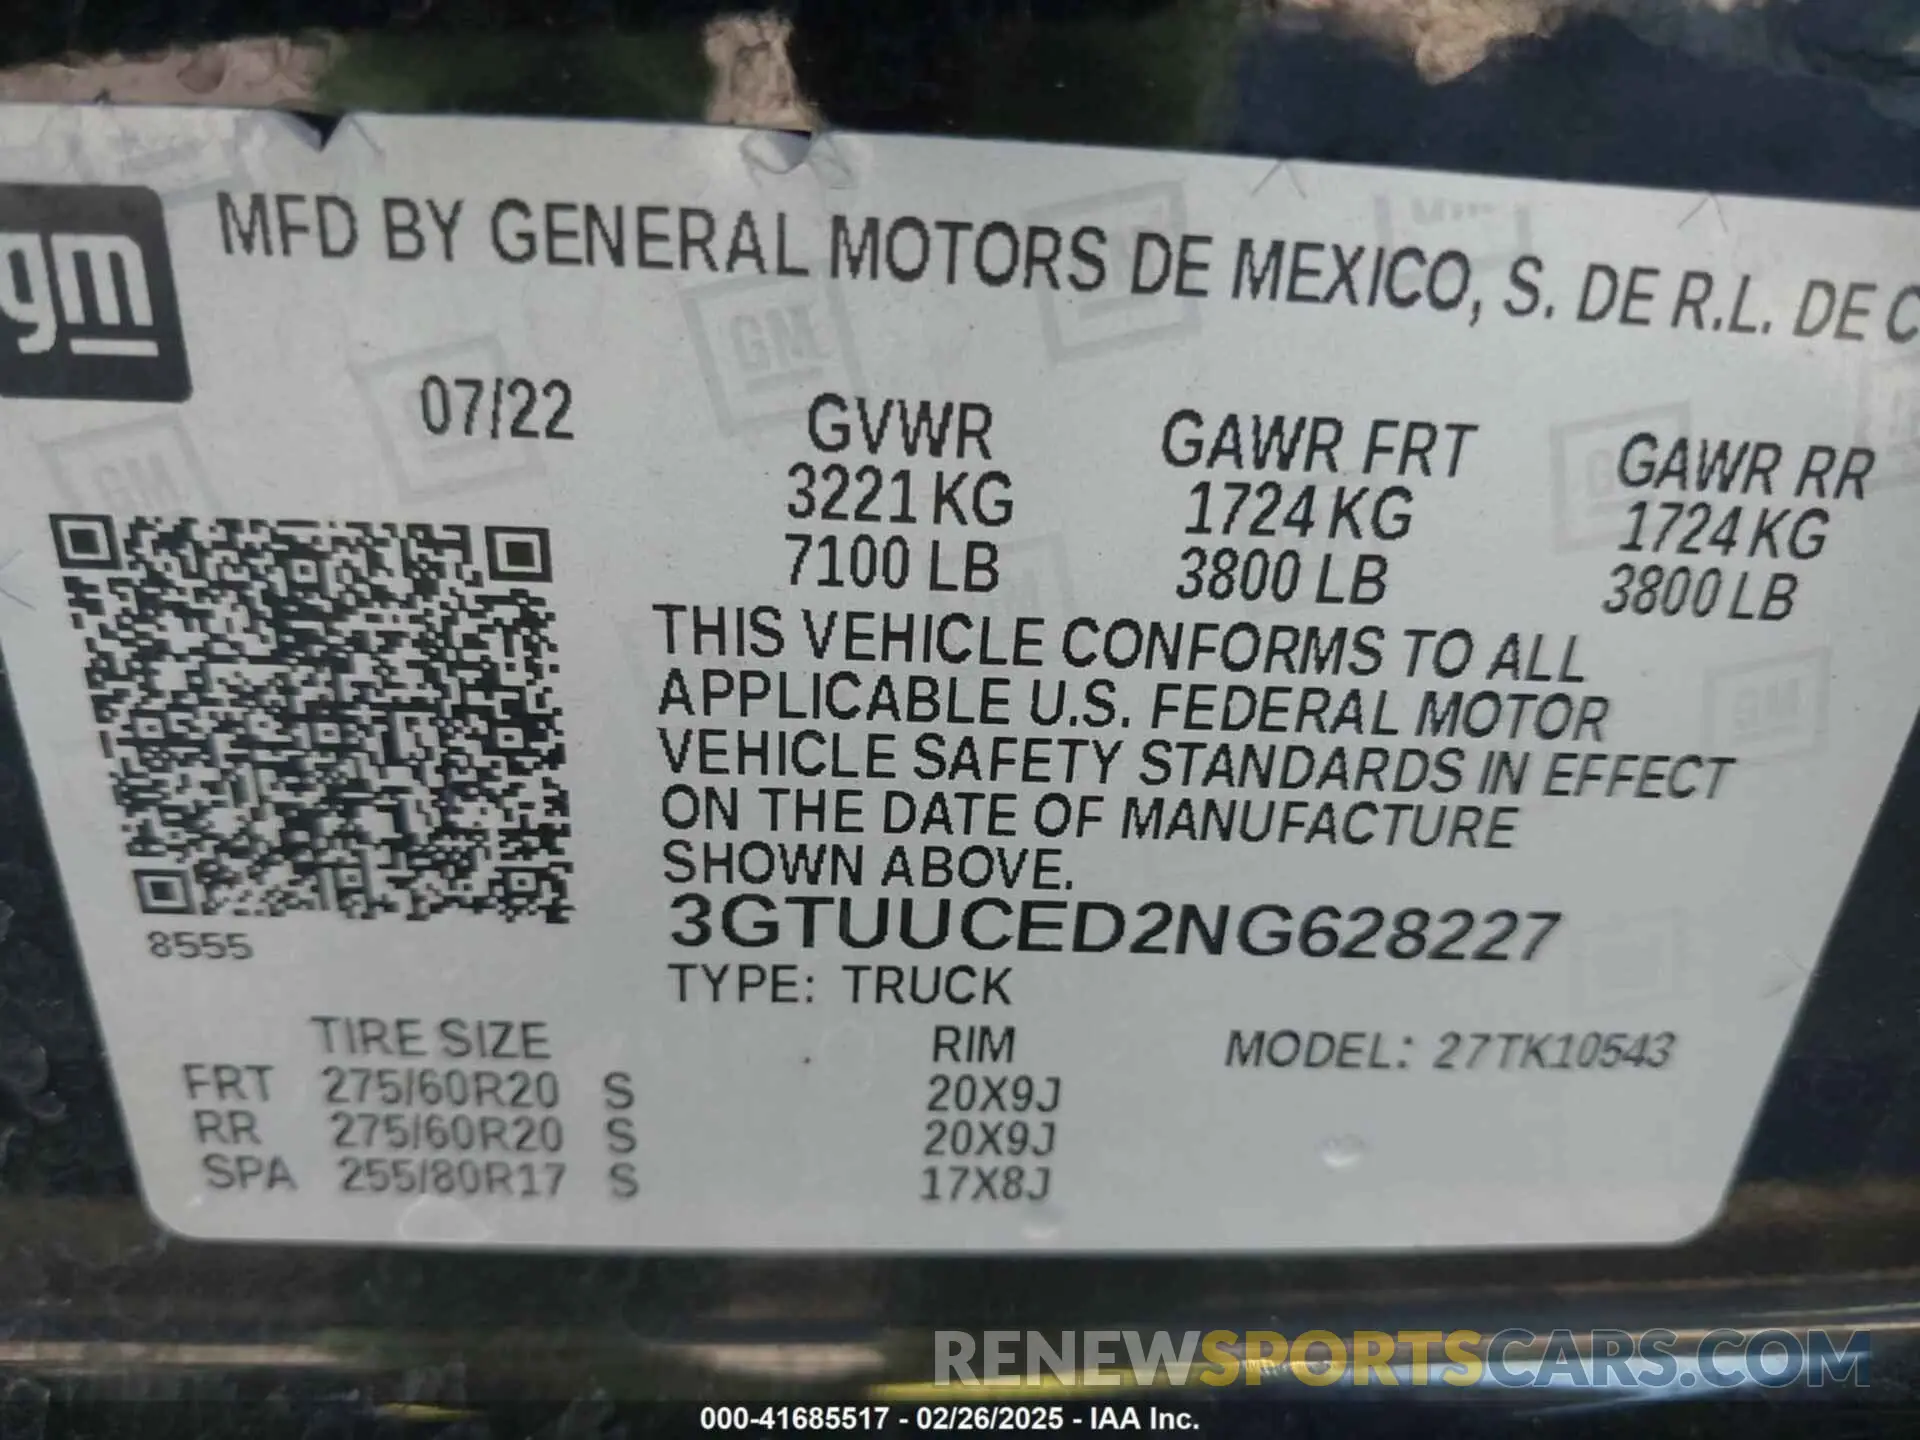 gm
MFD BY GENERAL MOTORS DE MEXICO, S. DE R.L. DE C
07/22 GVWR GAWR FRT GAWR RR
3221 KG 1724 KG 1724 KG
7100 LB 3800 LB 3800 LB
THIS VEHICLE CONFORMS TO ALL
APPLICABLE U.S. FEDERAL MOTOR
VEHICLE SAFETY STANDARDS IN EFFECT
ON THE DATE OF MANUFACTURE
SHOWN ABOVE.
8555 3GTUUCED2NG628227
TYPE: TRUCK
TIRE SIZE RIM MODEL: 27TK10543
FRT 275/60R20 S 20X9J
RR 275/60R20 S 20X9J
SPA 255/80R17 S 17X8J
RENEWSPORTSCARS.COM
000-41685517 - 02/26/2025 - IAA Inc.